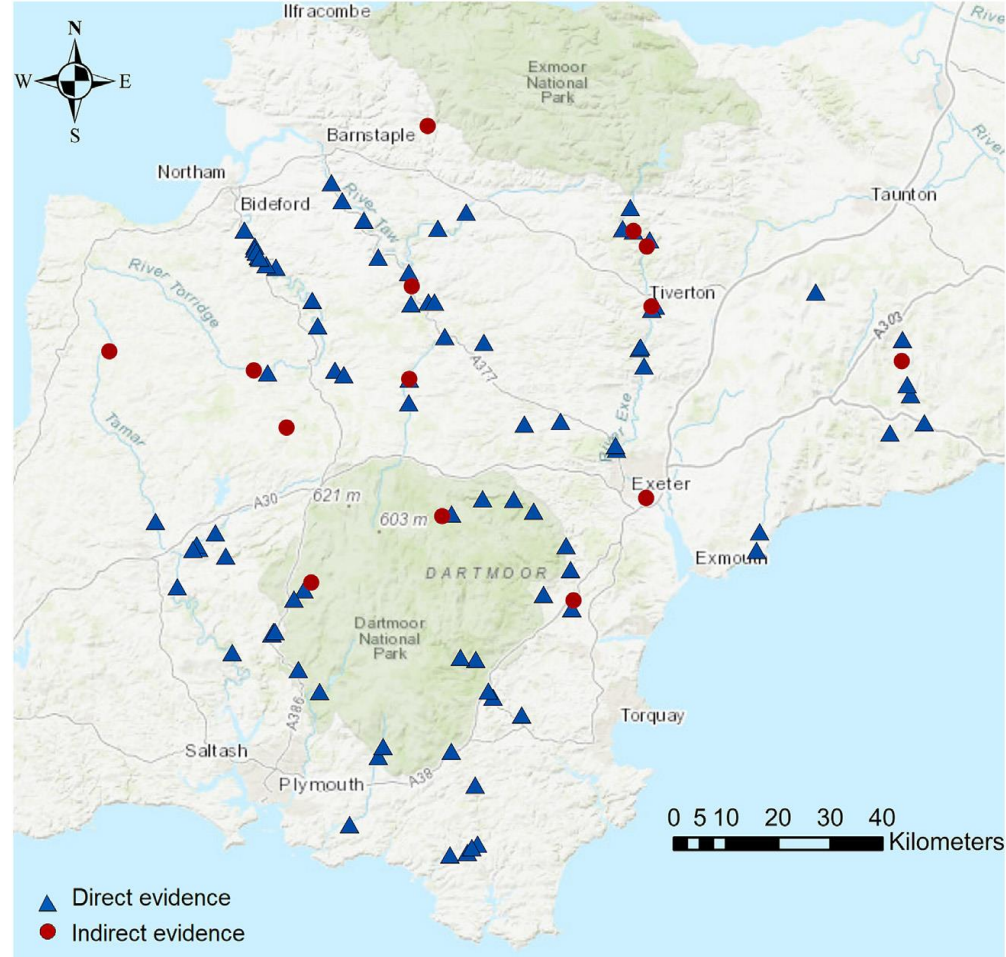 Ilfracombe
River
N
W
E
S
Exmoor
National
Park
Barnstaple
River
Northam
Taunton
Bideford
River Taw
River Torridge
Tiverton
A303
A377
Tamar
River Exe
Exeter
A30
621 m
603 m
Exmouth
DARTMOOR
Dartmoor
National
Park
A386
Torquay
Saltash
Plymouth
A38
0 5 10 20 30 40
Kilometers
Direct evidence
Indirect evidence